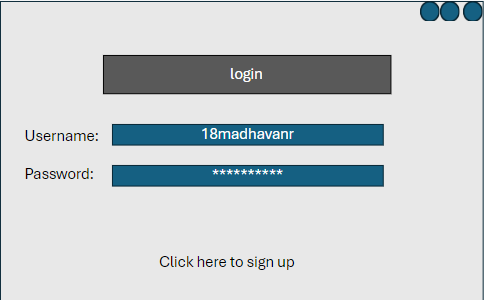 login
Username: 18madhavanr
Password: **********
Click here to sign up